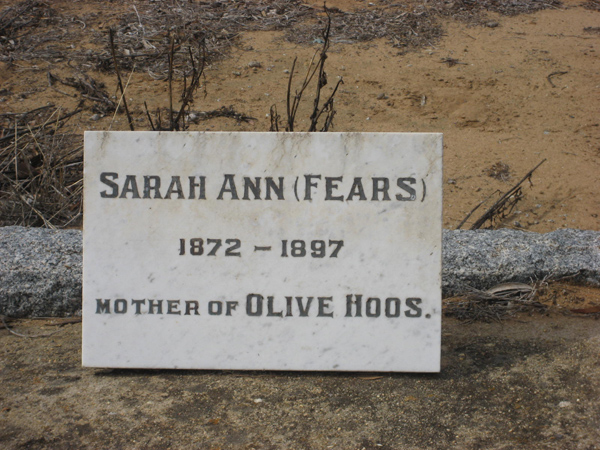 SARAH ANN (FEARS)
1872 – 1897
MOTHER OF OLIVE HOOS.